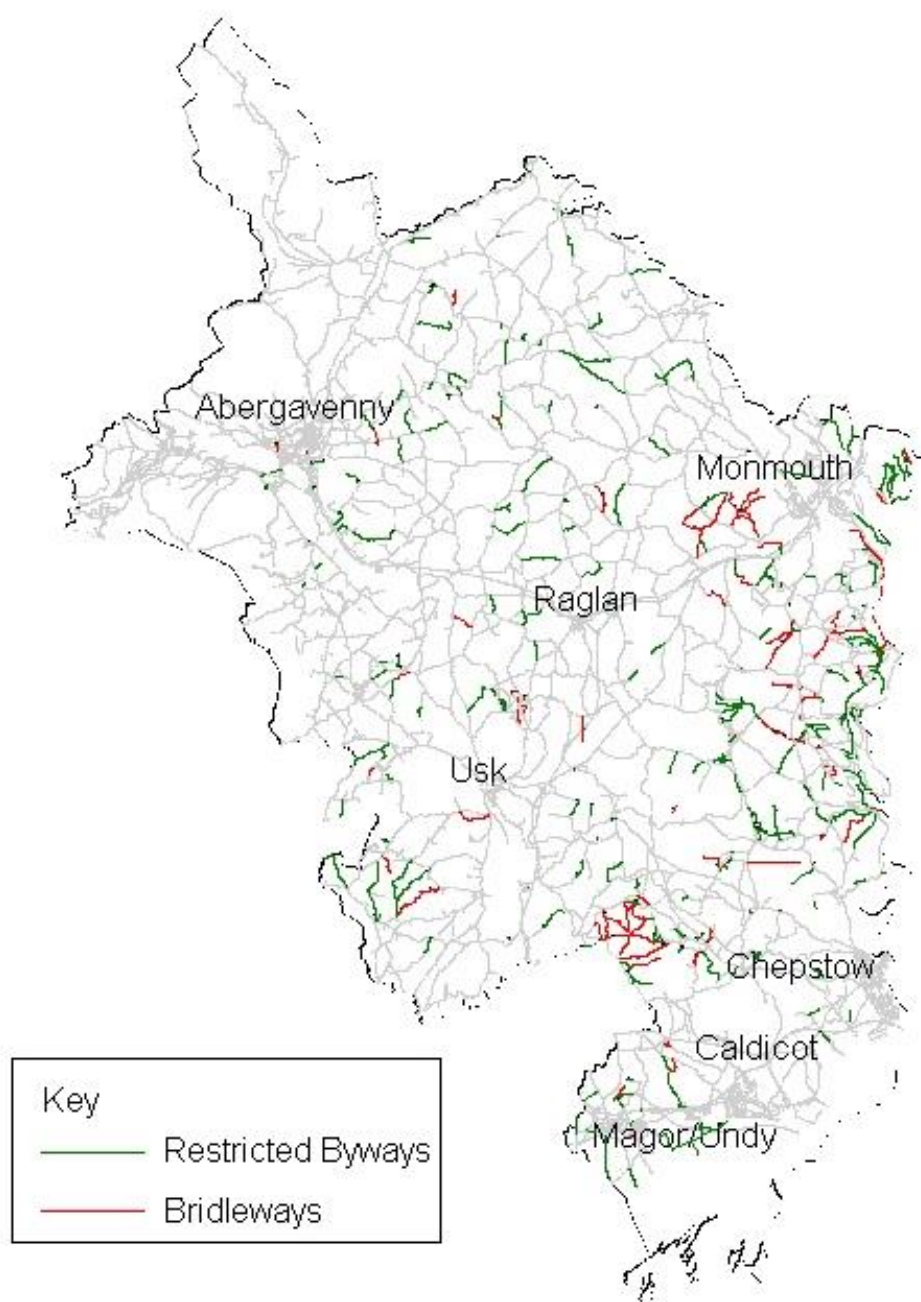 Abergavenny
Monmouth
Raglan
Usk
Chepstow
Caldicot
Magor/Undy
Key
Restricted Byways
Bridleways